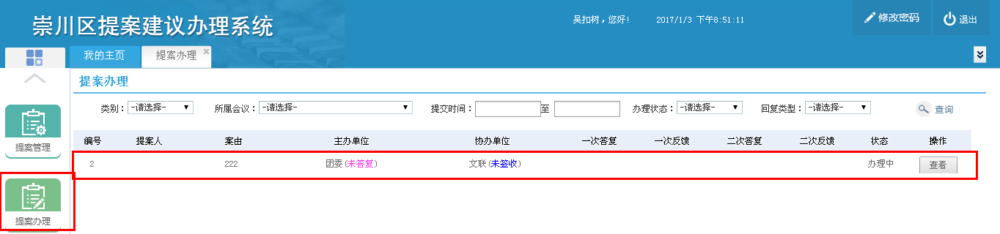 崇川区提案建议办理系统
吴扣树，您好！ 2017/1/3 下午8:51:11
修改密码 退出
我的主页 提案办理
提案办理
类别： -请选择- 所属会议： -请选择- 提交时间： 至 办理状态： -请选择- 回复类型： -请选择- 查询
编号 提案人 案由 主办单位 协办单位 一次答复 一次反馈 二次答复 二次反馈 状态 操作
2 222 团委(未答复) 文联(未签收) 办理中 查看
提案管理
提案办理